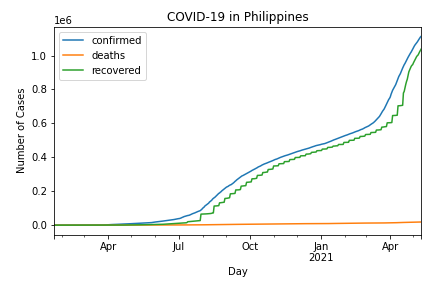 COVID-19 in Philippines
1e6
confirmed
deaths
recovered
1.0
0.8
0.6
0.4
0.2
0.0
Number of Cases
Apr
Jul
Oct
Jan
2021
Apr
Day